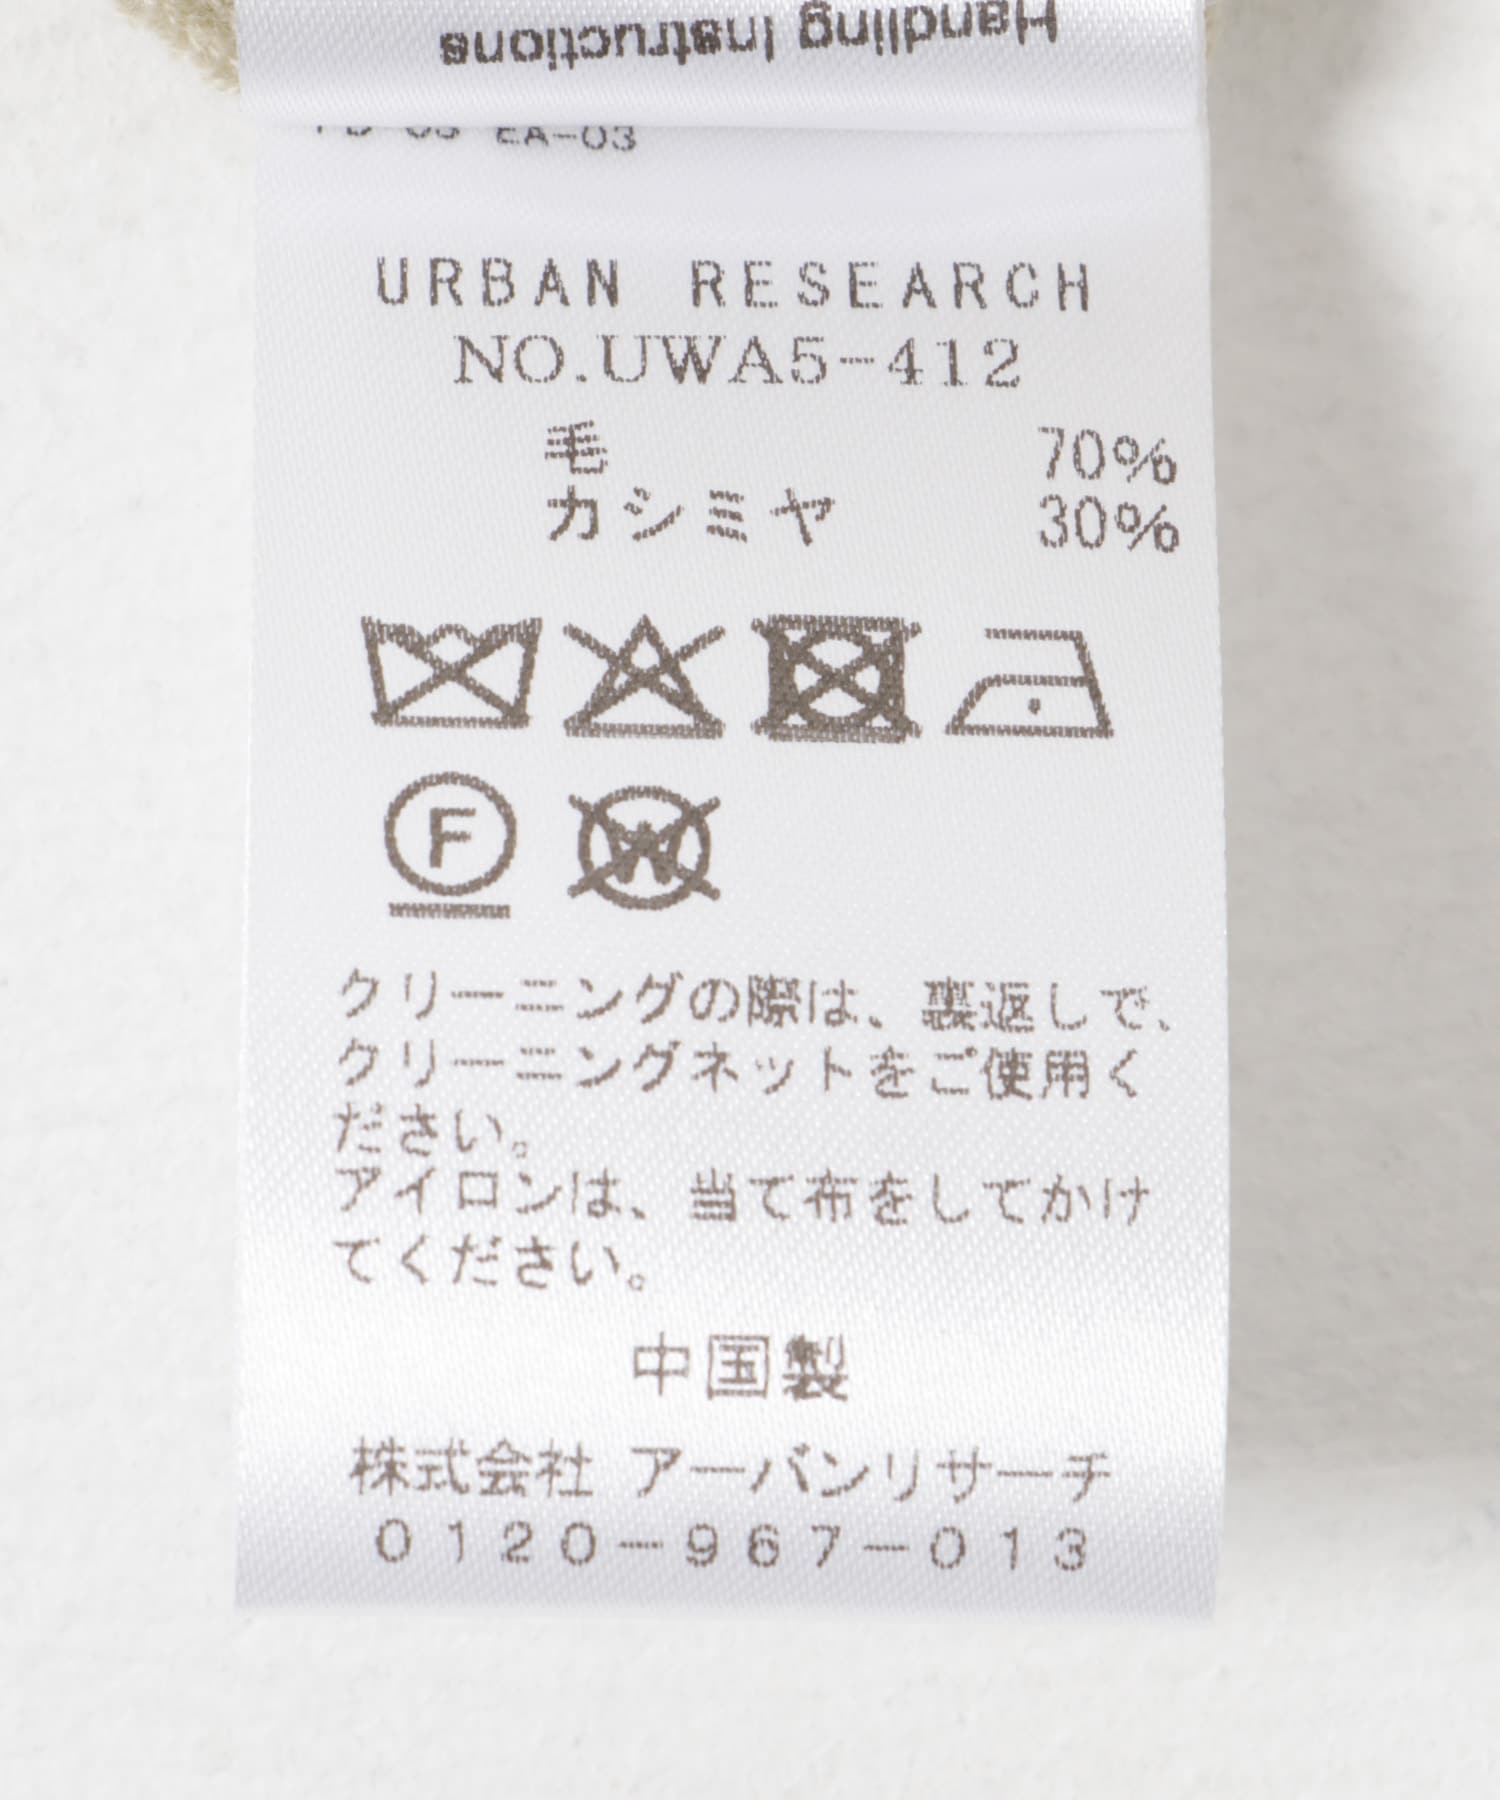 Handling Instructions
EA-03
URBAN RESEARCH
NO.UWA5-412
毛 70%
カシミヤ 30%
F
W
クリーニングの際は、裏返しで、
クリーニングネットをご使用く
ださい。
アイロンは、当て布をしてかけ
てください。
中国製
株式会社 アーバンリサーチ
0120-967-013